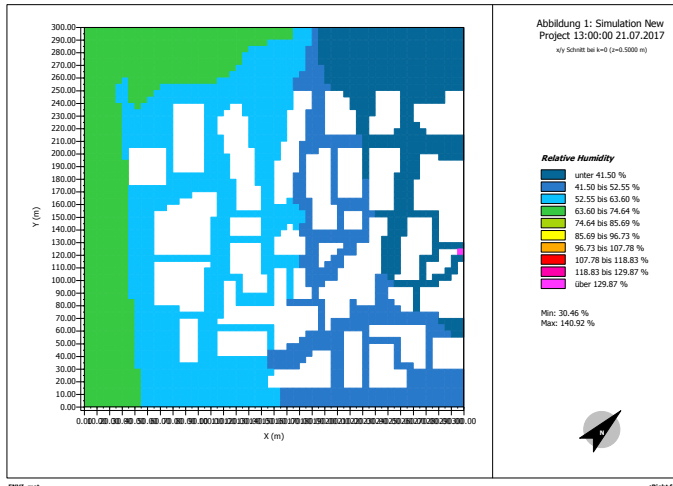 Abbildung 1: Simulation New
Project 13:00:00 21.07.2017
x/y Schnitt bei k=0 (z=0.5000 m)
300.00
290.00
280.00
270.00
260.00
250.00
240.00
230.00
220.00
210.00
200.00
190.00
180.00
170.00
160.00
150.00
140.00
130.00
120.00
110.00
100.00
90.00
80.00
70.00
60.00
50.00
40.00
30.00
20.00
10.00
0.00
Y (m)
X (m)
Relative Humidity
unter 41.50 %
41.50 bis 52.55 %
52.55 bis 63.60 %
63.60 bis 74.64 %
74.64 bis 85.69 %
85.69 bis 96.73 %
96.73 bis 107.78 %
107.78 bis 118.83 %
118.83 bis 129.87 %
über 129.87 %
Min: 30.46 %
Max: 140.92 %
N